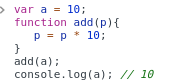 var a = 10;
function add(p){
   p = p * 10;
}
add(a);
console.log(a); // 10